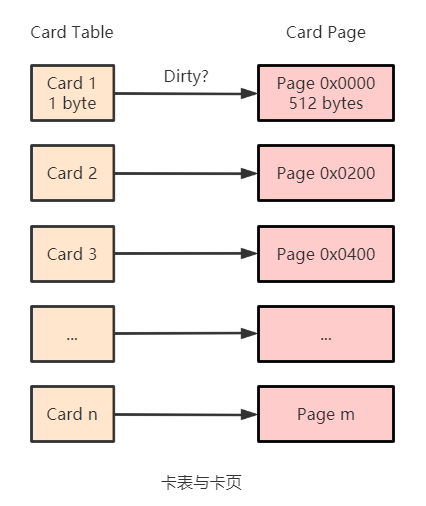 Card Table
Card Page
Card 1
1 byte
Dirty?
Page 0x0000
512 bytes
Card 2
Page 0x0200
Card 3
Page 0x0400
...
...
Card n
Page m
卡表与卡页